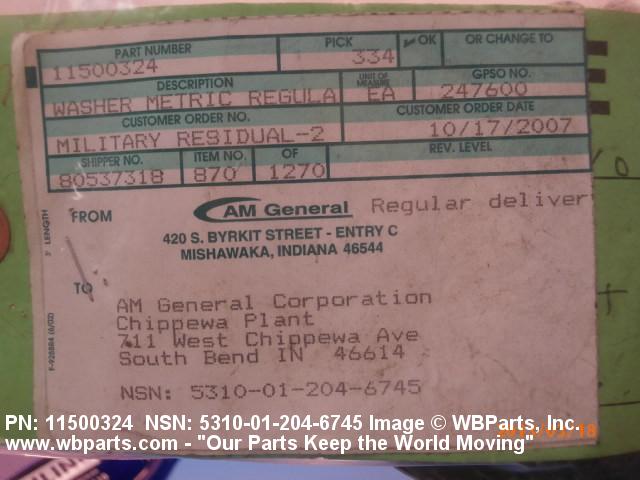 PART NUMBER PICK OK OR CHANGE TO
11500324 334
DESCRIPTION UNIT OF MEASURE GPSO NO.
WASHER METRIC REGULA EA 247600
CUSTOMER ORDER NO. CUSTOMER ORDER DATE
MILITARY RESIDUAL-2 10/17/2007
SHIPPER NO. ITEM NO. OF REV. LEVEL
80537318 870 1270
FROM AM General Regular deliver
420 S. BYRKIT STREET - ENTRY C
MISHAWAKA, INDIANA 46544
3" LENGTH
TO
AM General Corporation
Chippewa Plant
711 West Chippewa Ave
South Bend IN 46614
NSN: 5310-01-204-6745
PN: 11500324 NSN: 5310-01-204-6745 Image © WBParts, Inc.
www.wbparts.com - "Our Parts Keep the World Moving"